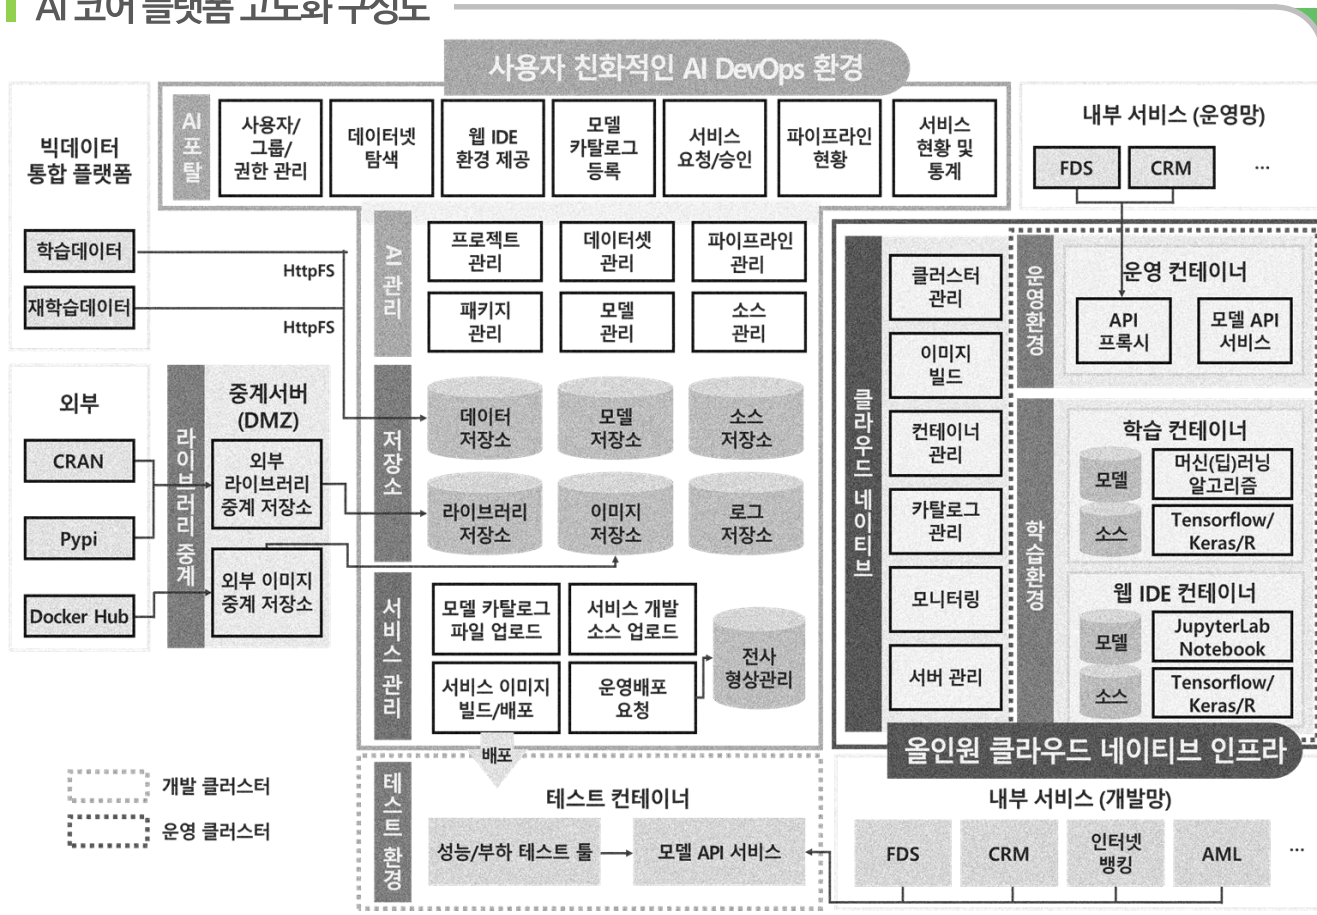 AI 코어 플랫폼 고도화 구성도
사용자 친화적인 AI DevOps 환경
빅데이터
통합 플랫폼
학습데이터
재학습데이터
HttpFS
HttpFS
AI 포탈
사용자/
그룹/
권한 관리
데이터넷
탐색
웹 IDE
환경 제공
모델
카탈로그
등록
서비스
요청/승인
파이프라인
현황
서비스
현황 및
통계
내부 서비스 (운영망)
FDS
CRM
...
AI 관리
프로젝트
관리
데이터셋
관리
파이프라인
관리
패키지
관리
모델
관리
소스
관리
외부
CRAN
Pypi
Docker Hub
라이브러리 중계
중계서버
(DMZ)
외부
라이브러리
중계 저장소
외부 이미지
중계 저장소
저장소
데이터
저장소
모델
저장소
소스
저장소
라이브러리
저장소
이미지
저장소
로그
저장소
서비스 관리
모델 카탈로그
파일 업로드
서비스 개발
소스 업로드
서비스 이미지
빌드/배포
운영배포
요청
전사
형상관리
배포
클라우드 네이티브
클러스터
관리
이미지
빌드
컨테이너
관리
카탈로그
관리
모니터링
서버 관리
운영환경
운영 컨테이너
API
프록시
모델 API
서비스
학습환경
학습 컨테이너
모델
머신(딥)러닝
알고리즘
소스
Tensorflow/
Keras/R
웹 IDE 컨테이너
모델
JupyterLab
Notebook
소스
Tensorflow/
Keras/R
올인원 클라우드 네이티브 인프라
개발 클러스터
운영 클러스터
테스트 환경
테스트 컨테이너
성능/부하 테스트 툴
모델 API 서비스
내부 서비스 (개발망)
FDS
CRM
인터넷
뱅킹
AML
...